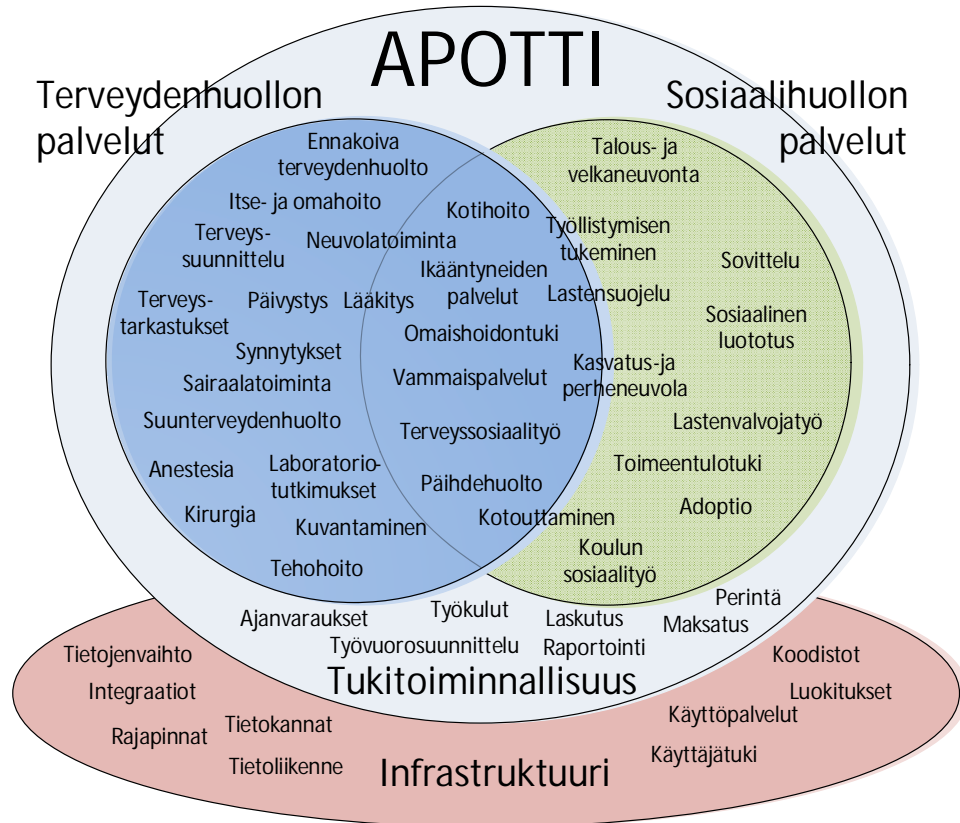 APOTTI
Terveydenhuollon
palvelut
Sosiaalihuollon
palvelut
Ennakoiva
terveydenhuolto
Itse- ja omahoito
Terveys-
suunnittelu
Neuvolatoiminta
Terveys-
tarkastukset
Päivystys
Lääkitys
Synnytykset
Sairaalatoiminta
Suunterveydenhuolto
Anestesia
Laboratorio-
tutkimukset
Kirurgia
Kuvantaminen
Tehohoito
Kotihoito
Ikääntyneiden
palvelut
Omaishoidontuki
Vammaispalvelut
Terveyssosiaalityö
Päihdehuolto
Kotouttaminen
Talous- ja
velkaneuvonta
Työllistymisen
tukeminen
Sovittelu
Lastensuojelu
Sosiaalinen
luototus
Kasvatus-ja
perheneuvola
Lastenvalvojatyö
Toimeentulotuki
Adoptio
Koulun
sosiaalityö
Ajanvaraukset
Työkulut
Työvuorosuunnittelu
Laskutus
Raportointi
Perintä
Maksatus
Tukitoiminnallisuus
Tietojenvaihto
Integraatiot
Rajapinnat
Tietokannat
Tietoliikenne
Koodistot
Luokitukset
Käyttöpalvelut
Käyttäjätuki
Infrastruktuuri